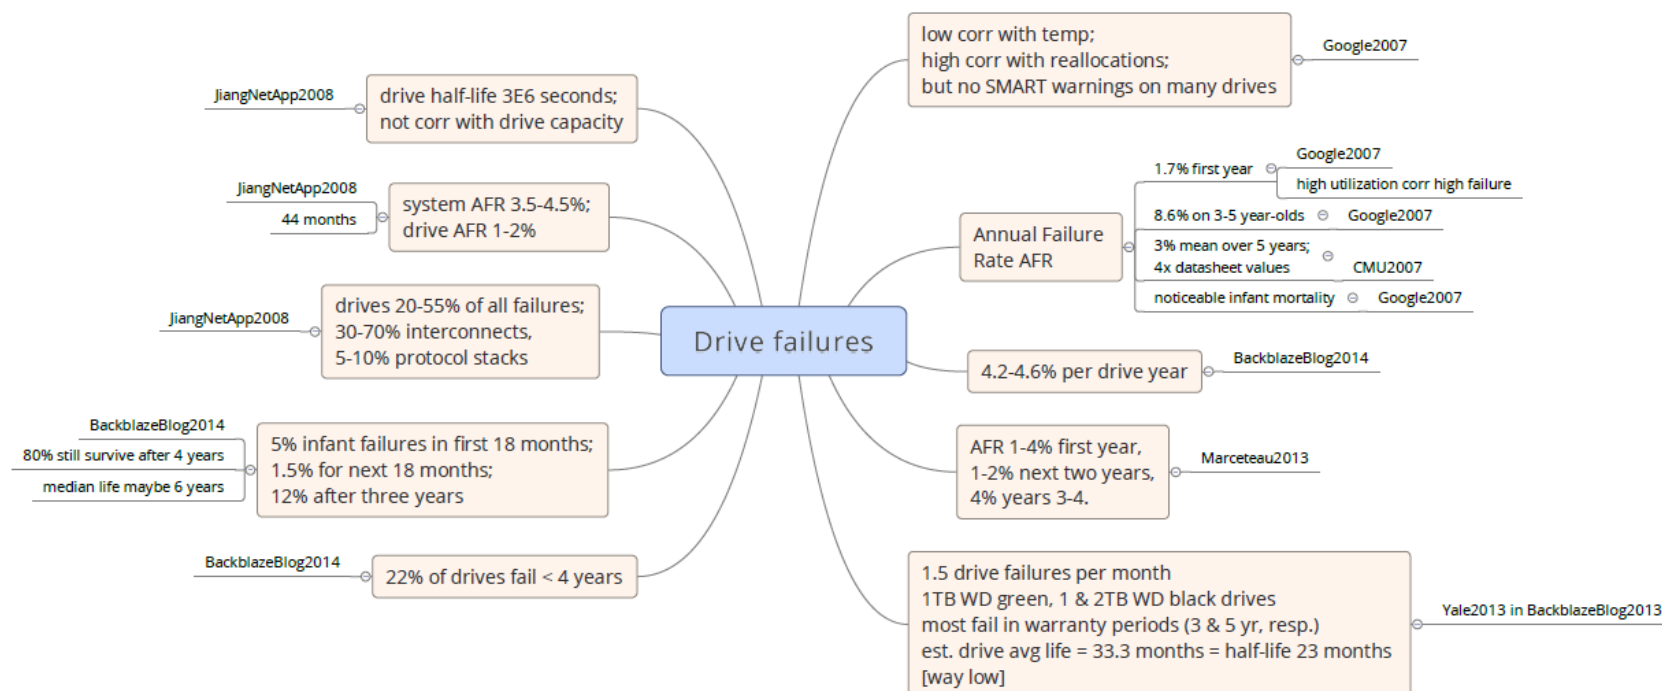 Drive failures
low corr with temp;
high corr with reallocations;
but no SMART warnings on many drives
Google2007
Annual Failure
Rate AFR
1.7% first year
Google2007
high utilization corr high failure
8.6% on 3-5 year-olds
Google2007
3% mean over 5 years;
4x datasheet values
CMU2007
noticeable infant mortality
Google2007
4.2-4.6% per drive year
BackblazeBlog2014
AFR 1-4% first year,
1-2% next two years,
4% years 3-4.
Marceteau2013
1.5 drive failures per month
1TB WD green, 1 & 2TB WD black drives
most fail in warranty periods (3 & 5 yr, resp.)
est. drive avg life = 33.3 months = half-life 23 months
[way low]
Yale2013 in BackblazeBlog2013
drive half-life 3E6 seconds;
not corr with drive capacity
JiangNetApp2008
system AFR 3.5-4.5%;
drive AFR 1-2%
JiangNetApp2008
44 months
drives 20-55% of all failures;
30-70% interconnects,
5-10% protocol stacks
JiangNetApp2008
5% infant failures in first 18 months;
1.5% for next 18 months;
12% after three years
BackblazeBlog2014
80% still survive after 4 years
median life maybe 6 years
22% of drives fail < 4 years
BackblazeBlog2014